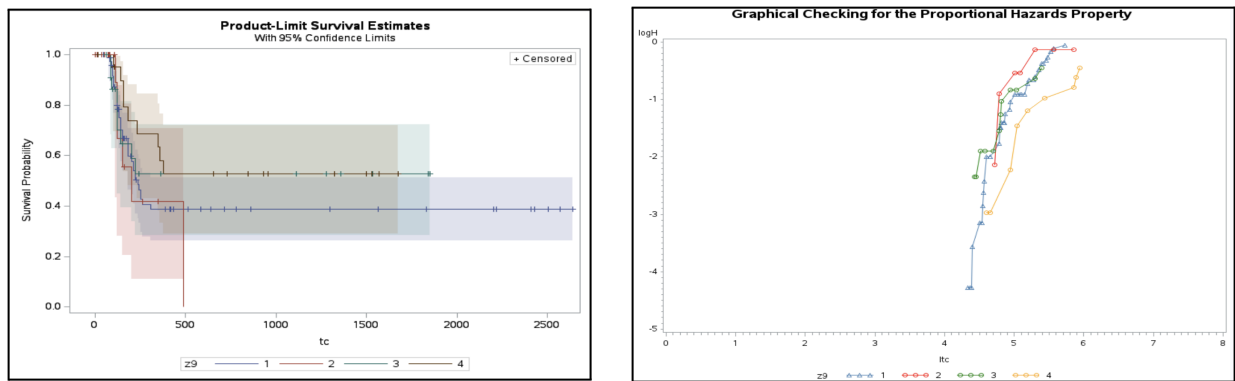 Product-Limit Survival Estimates
With 95% Confidence Limits
+ Censored
1.0
0.8
0.6
0.4
0.2
0.0
Survival Probability
0 500 1000 1500 2000 2500
tc
z9 1 2 3 4
Graphical Checking for the Proportional Hazards Property
logH
0
-1
-2
-3
-4
-5
0 1 2 3 4 5 6 7 8
ltc
z9 1 2 3 4